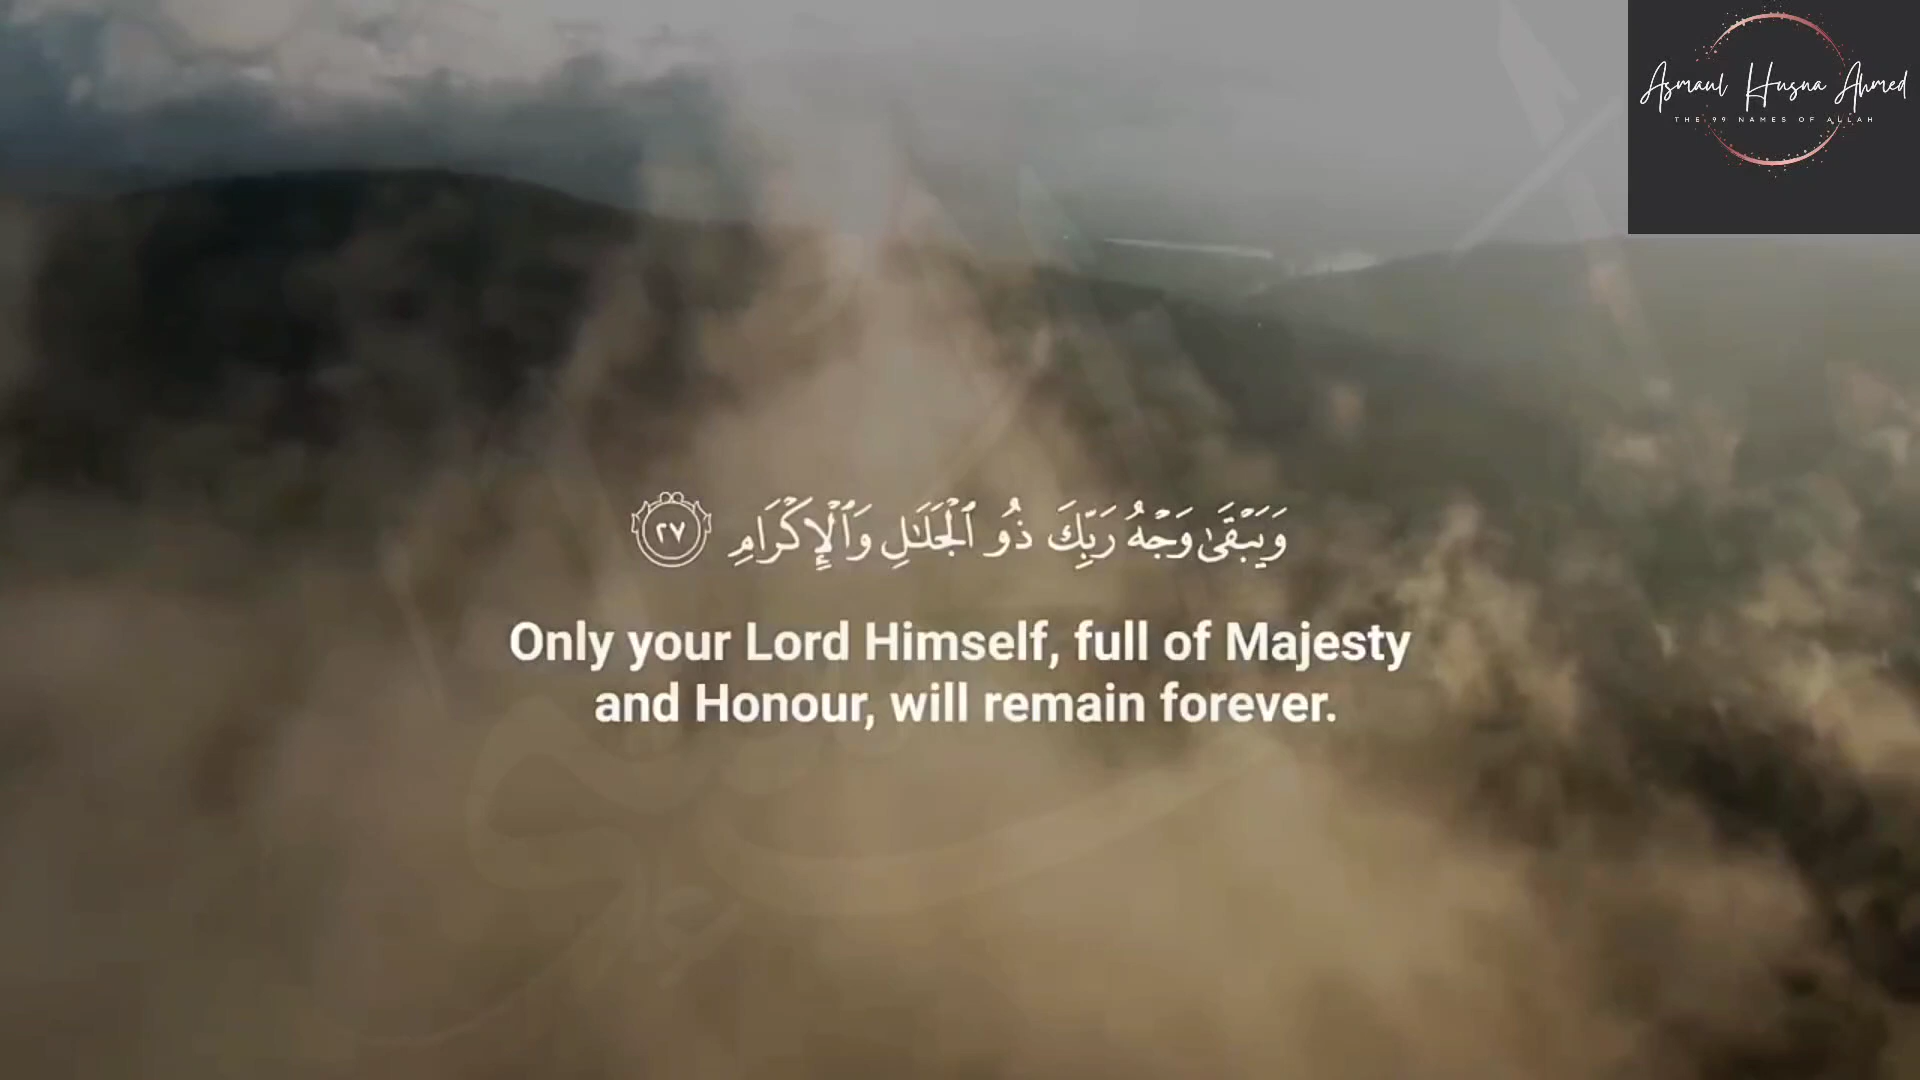 Asmaul Husna Ahmed
THE 99 NAMES OF ALLAH
وَيَبْقَىٰ وَجْهُ رَبِّكَ ذُو ٱلْجَلَـٰلِ وَٱلْإِكْرَامِ ٢٧
Only your Lord Himself, full of Majesty
and Honour, will remain forever.